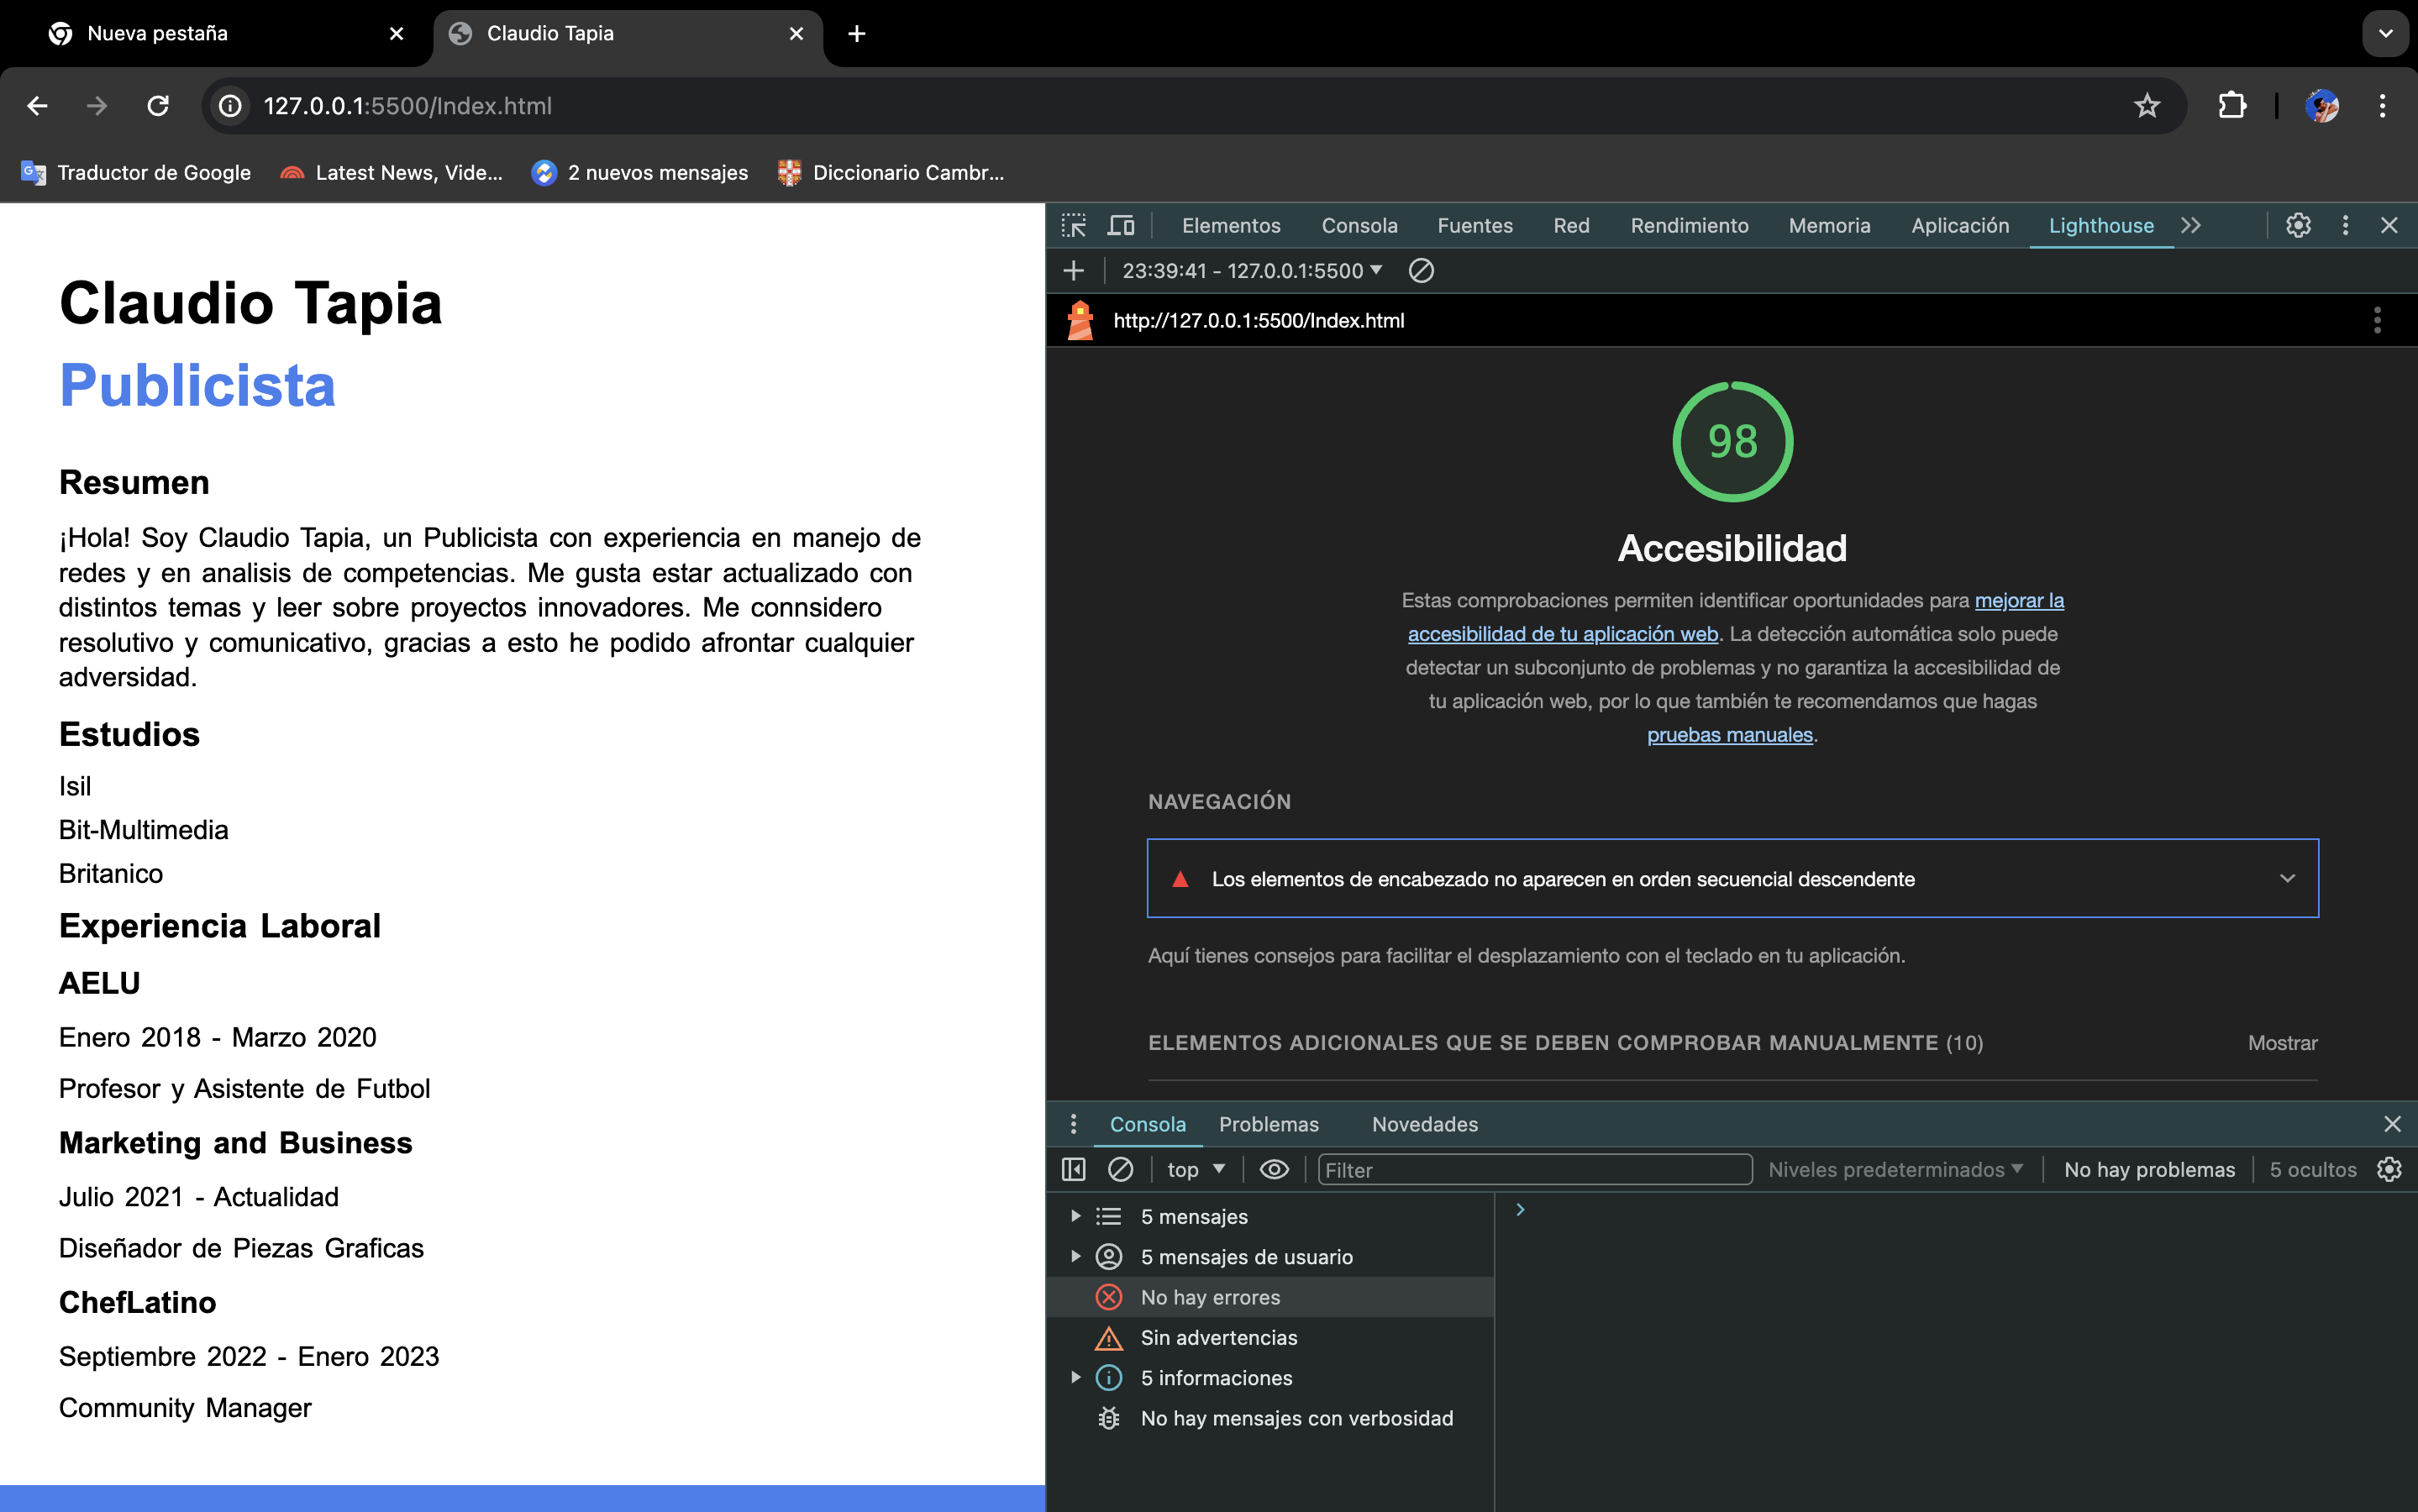 Nueva pestaña
Claudio Tapia
127.0.0.1:5500/Index.html
Traductor de Google
Latest News, Vide...
2 nuevos mensajes
Diccionario Cambr...
Claudio Tapia
Publicista
Resumen
¡Hola! Soy Claudio Tapia, un Publicista con experiencia en manejo de
redes y en analisis de competencias. Me gusta estar actualizado con
distintos temas y leer sobre proyectos innovadores. Me connsidero
resolutivo y comunicativo, gracias a esto he podido afrontar cualquier
adversidad.
Estudios
Isil
Bit-Multimedia
Britanico
Experiencia Laboral
AELU
Enero 2018 - Marzo 2020
Profesor y Asistente de Futbol
Marketing and Business
Julio 2021 - Actualidad
Diseñador de Piezas Graficas
ChefLatino
Septiembre 2022 - Enero 2023
Community Manager
Elementos
Consola
Fuentes
Red
Rendimiento
Memoria
Aplicación
Lighthouse
23:39:41 - 127.0.0.1:5500
http://127.0.0.1:5500/Index.html
98
Accesibilidad
Estas comprobaciones permiten identificar oportunidades para mejorar la
accesibilidad de tu aplicación web. La detección automática solo puede
detectar un subconjunto de problemas y no garantiza la accesibilidad de
tu aplicación web, por lo que también te recomendamos que hagas
pruebas manuales.
NAVEGACIÓN
Los elementos de encabezado no aparecen en orden secuencial descendente
Aquí tienes consejos para facilitar el desplazamiento con el teclado en tu aplicación.
ELEMENTOS ADICIONALES QUE SE DEBEN COMPROBAR MANUALMENTE (10)
Mostrar
Consola
Problemas
Novedades
top
Filter
Niveles predeterminados
No hay problemas
5 ocultos
5 mensajes
5 mensajes de usuario
No hay errores
Sin advertencias
5 informaciones
No hay mensajes con verbosidad